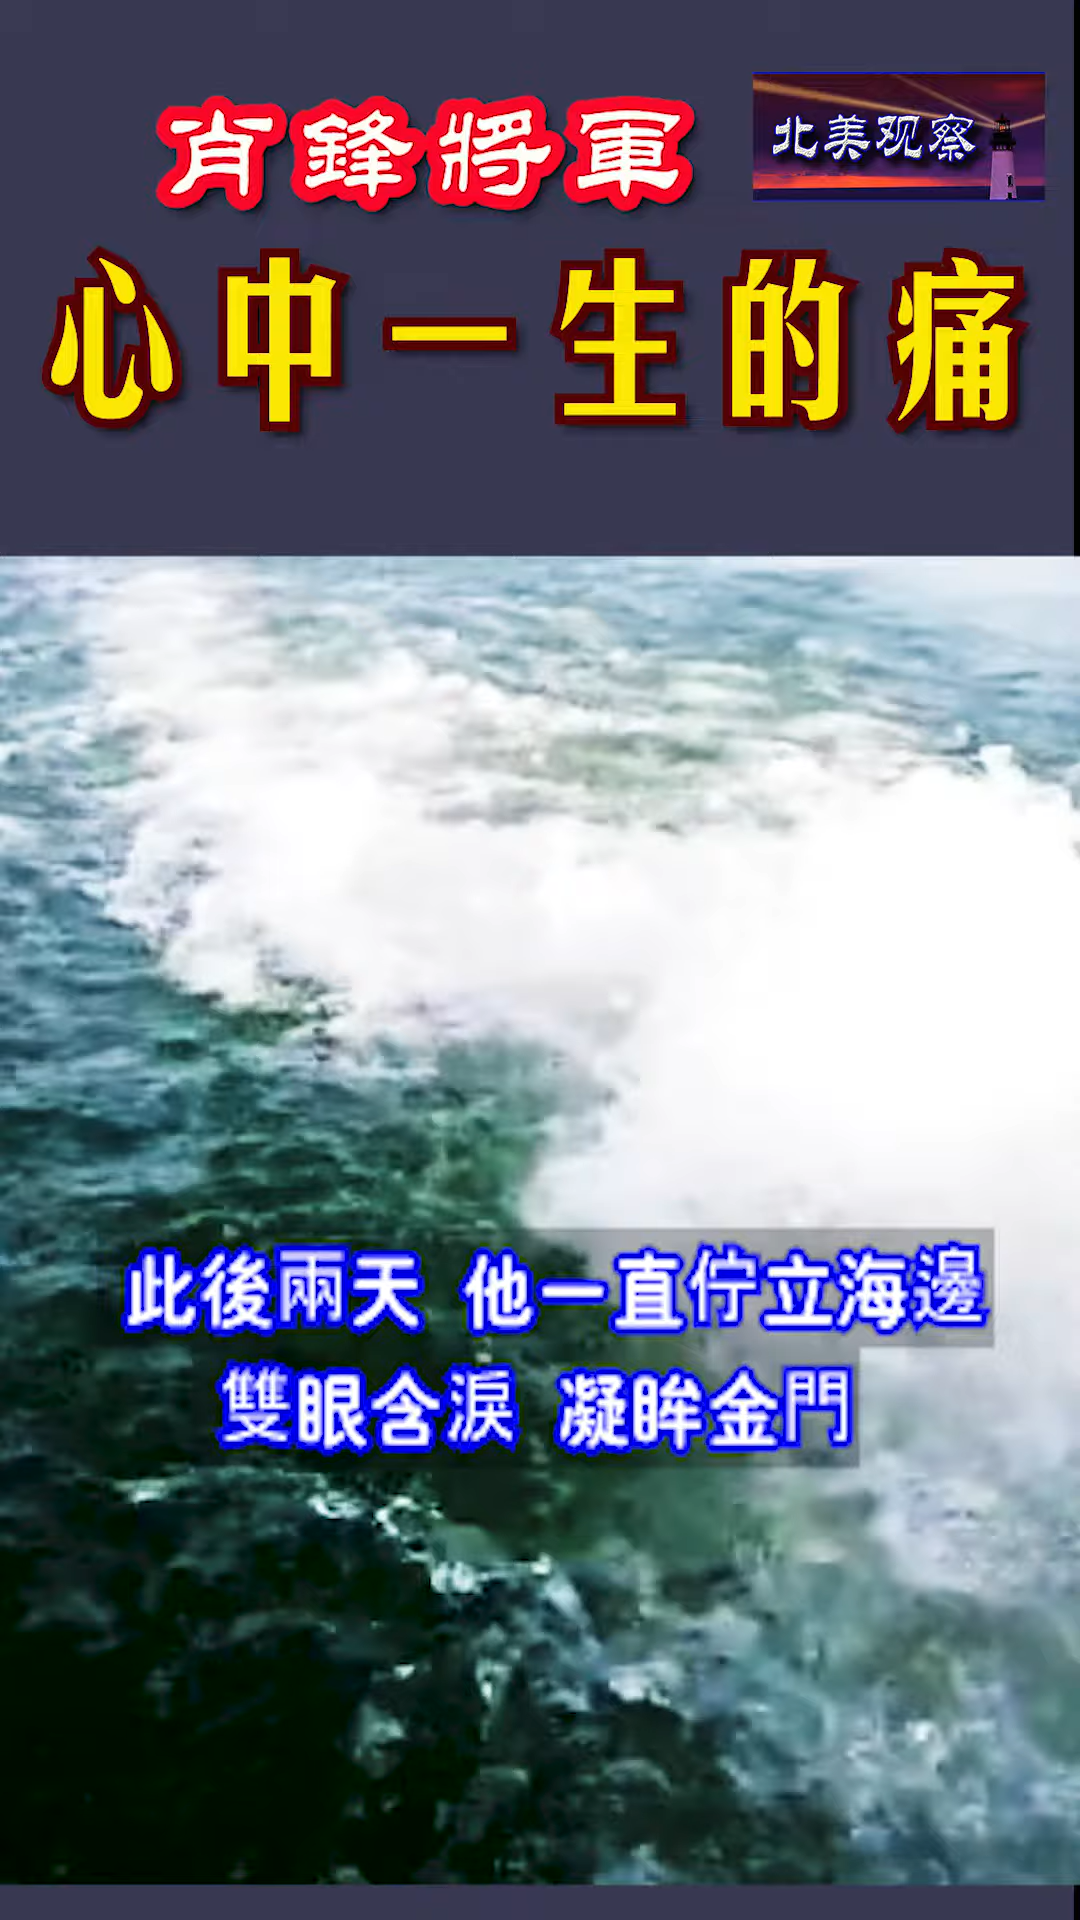 肖鋒將軍
北美观察
心中一生的痛
此後兩天 他一直佇立海邊
雙眼含淚 凝眸金門